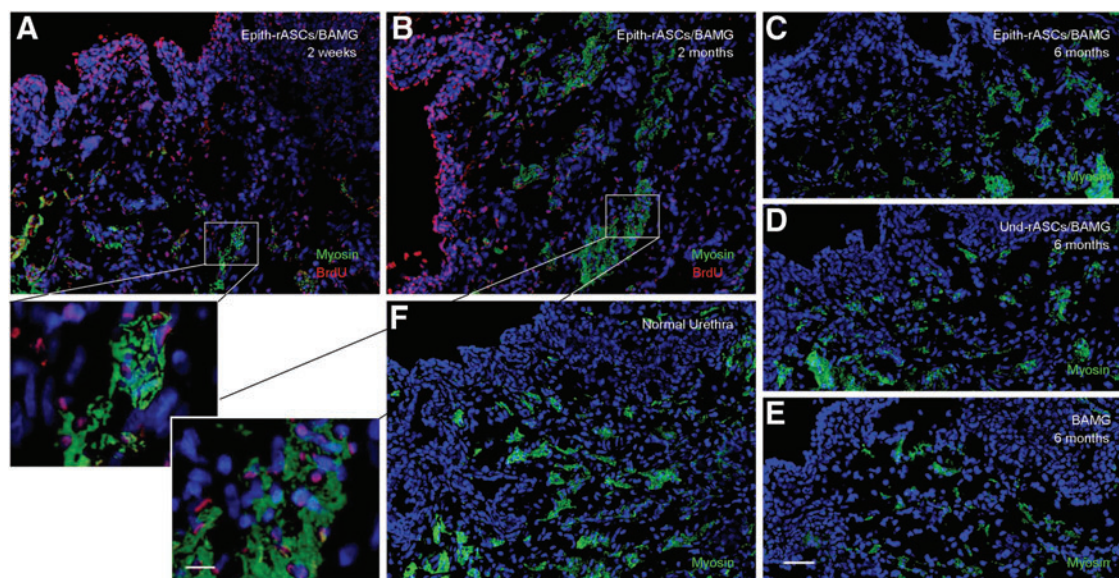 A
Epith-rASCs/BAMG
2 weeks
Myosin
BrdU
B
Epith-rASCs/BAMG
2 months
Myosin
BrdU
C
Epith-rASCs/BAMG
6 months
Myosin
D
Und-rASCs/BAMG
6 months
Myosin
E
BAMG
6 months
Myosin
F
Normal Urethra
Myosin